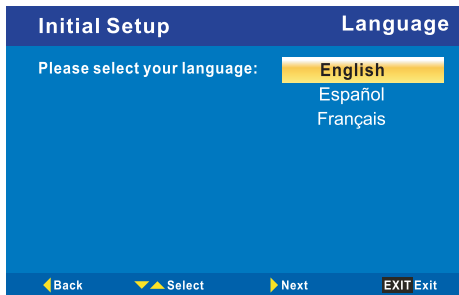 Initial Setup Language
Please select your language: English
Español
Français
Back Select Next EXIT Exit